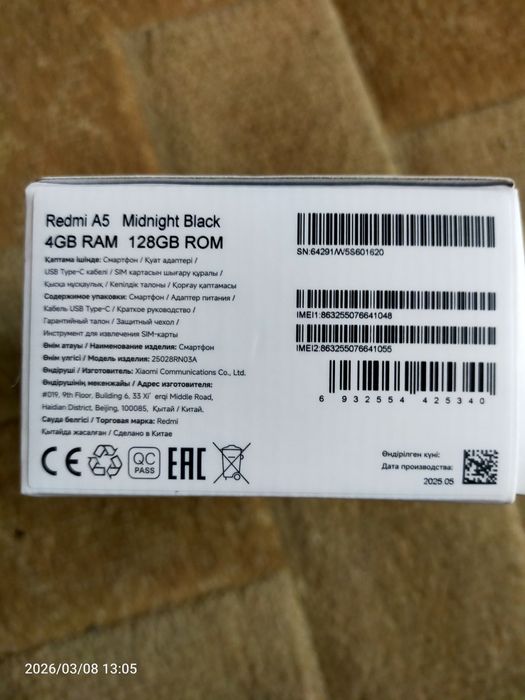 Redmi A5 Midnight Black
4GB RAM 128GB ROM
Қаптама ішінде: Смартфон / Қуат адаптері /
USB Type-C кабелі / SIM картасын шығару құралы /
Қысқа нұсқаулық / Кепілдік талоны / Қорғау қаптамасы
Содержимое упаковки: Смартфон / Адаптер питания /
Кабель USB Type-C / Краткое руководство /
Гарантийный талон / Защитный чехол /
Инструмент для извлечения SIM-карты
Өнім атауы / Наименование изделия: Смартфон
Өнім үлгісі / Модель изделия: 25028RN03A
Өндіруші / Изготовитель: Xiaomi Communications Co., Ltd.
Өндірушінің мекенжайы / Адрес изготовителя:
#019, 9th Floor, Building 6, 33 Xi' erqi Middle Road,
Haidian District, Beijing, 100085, Қытай / Китай.
Сауда белгісі / Торговая марка: Redmi
Қытайда жасалған / Сделано в Китае
CE QC PASS EAC
SN:64291/W5S601620
IMEI1:863255076641048
IMEI2:863255076641055
6 932554 425340
Өндірілген күні:
Дата производства:
2025.05
2026/03/08 13:05